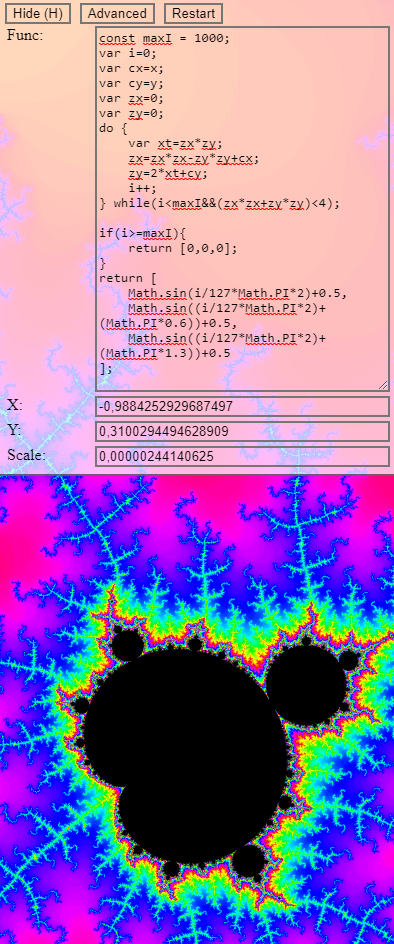 Hide (H) Advanced Restart
Func:
const maxI = 1000;
var i=0;
var cx=x;
var cy=y;
var zx=0;
var zy=0;
do {
    var xt=zx*zy;
    zx=zx*zx-zy*zy+cx;
    zy=2*xt+cy;
    i++;
} while(i<maxI&&(zx*zx+zy*zy)<4);

if(i>=maxI){
    return [0,0,0];
}
return [
    Math.sin(i/127*Math.PI*2)+0.5,
    Math.sin((i/127*Math.PI*2)+
(Math.PI*0.6))+0.5,
    Math.sin((i/127*Math.PI*2)+
(Math.PI*1.3))+0.5
];
X: -0,9884252929687497
Y: 0,3100294494628909
Scale: 0,00000244140625